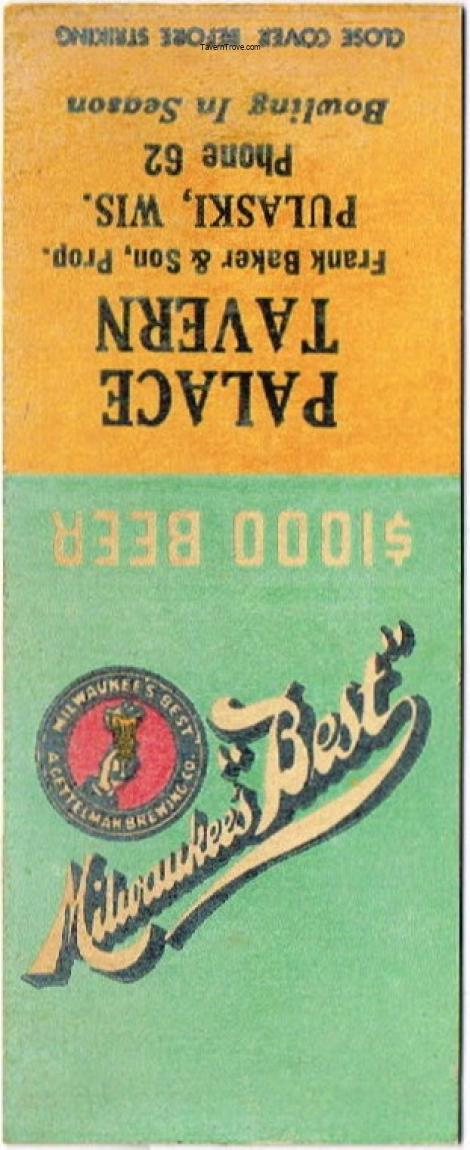 TavernTrove.com
PALACE
TAVERN
Frank Baker & Son, Prop.
PULASKI, WIS.
Phone 62
Bowling In Season
CLOSE COVER BEFORE STRIKING
$1000 BEER
MILWAUKEE'S BEST
A. GETTELMAN BREWING CO.
Milwaukee's "Best"